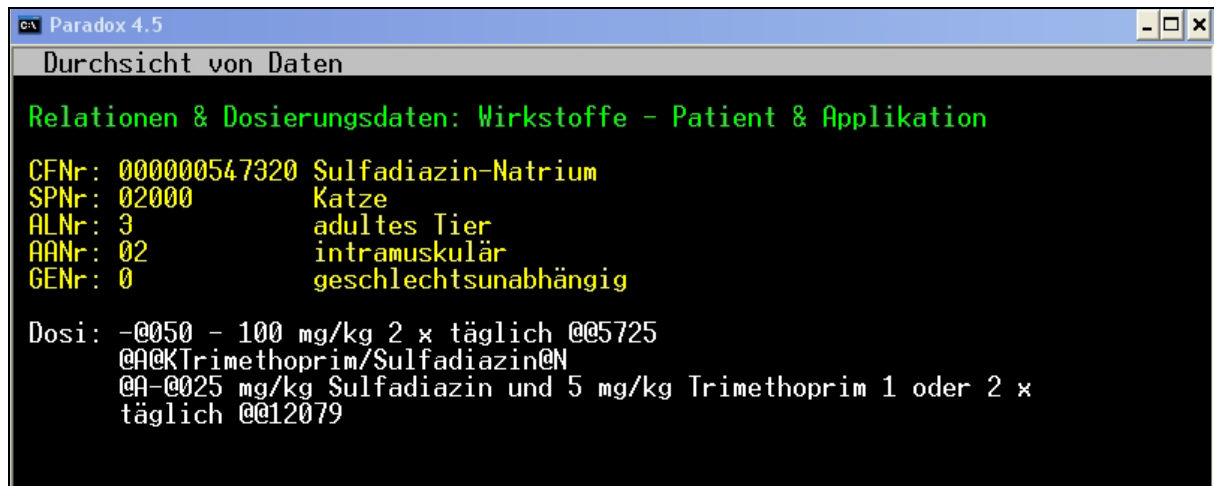 Paradox 4.5
Durchsicht von Daten
Relationen & Dosierungsdaten: Wirkstoffe - Patient & Applikation
CFNr: 000000547320 Sulfadiazin-Natrium
SPNr: 02000 Katze
ALNr: 3 adultes Tier
AANr: 02 intramuskulär
GENr: 0 geschlechtsunabhängig
Dosi: -@050 - 100 mg/kg 2 x täglich @@5725
@A@KTrimethoprim/Sulfadiazin@N
@A-@025 mg/kg Sulfadiazin und 5 mg/kg Trimethoprim 1 oder 2 x
täglich @@12079